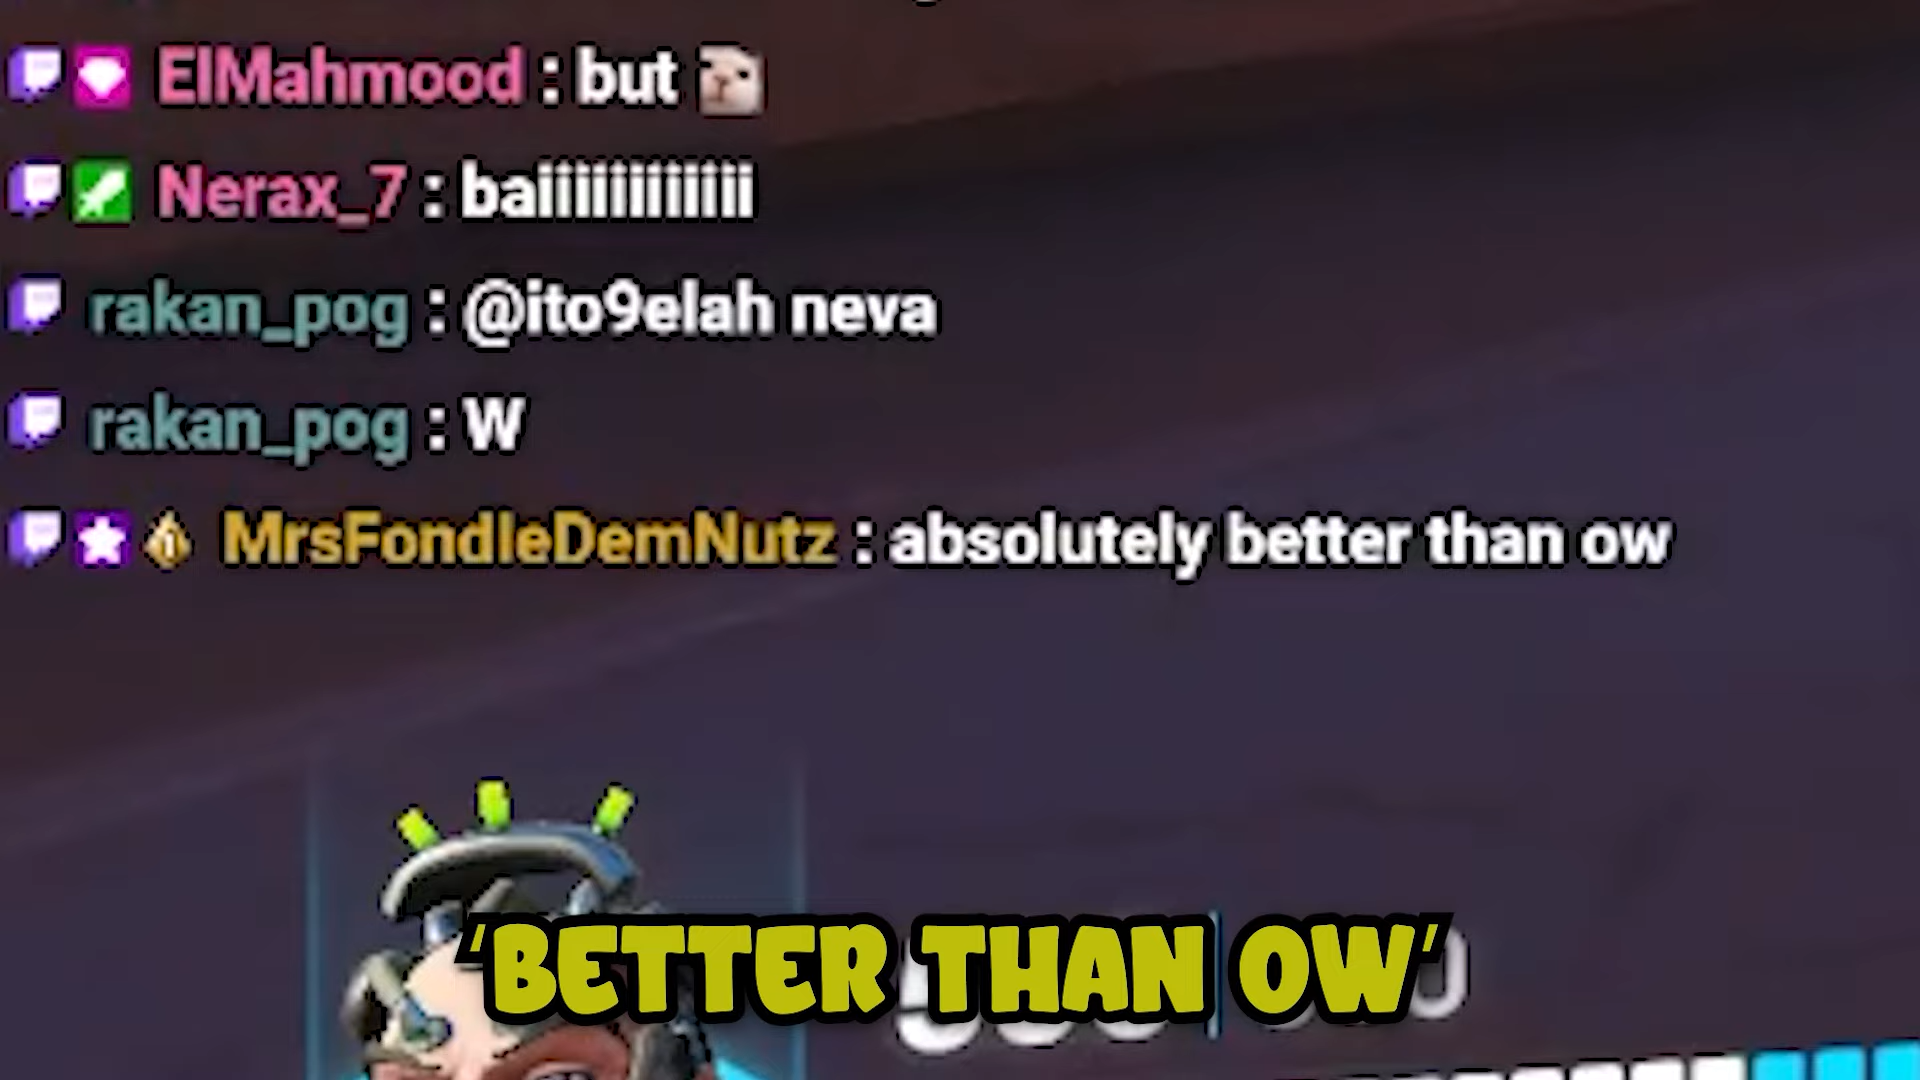 ElMahmood : but
Nerax_7 : baiiiiiiiiiiii
rakan_pog : @ito9elah neva
rakan_pog : W
MrsFondleDemNutz : absolutely better than ow
‘BETTER THAN OW’